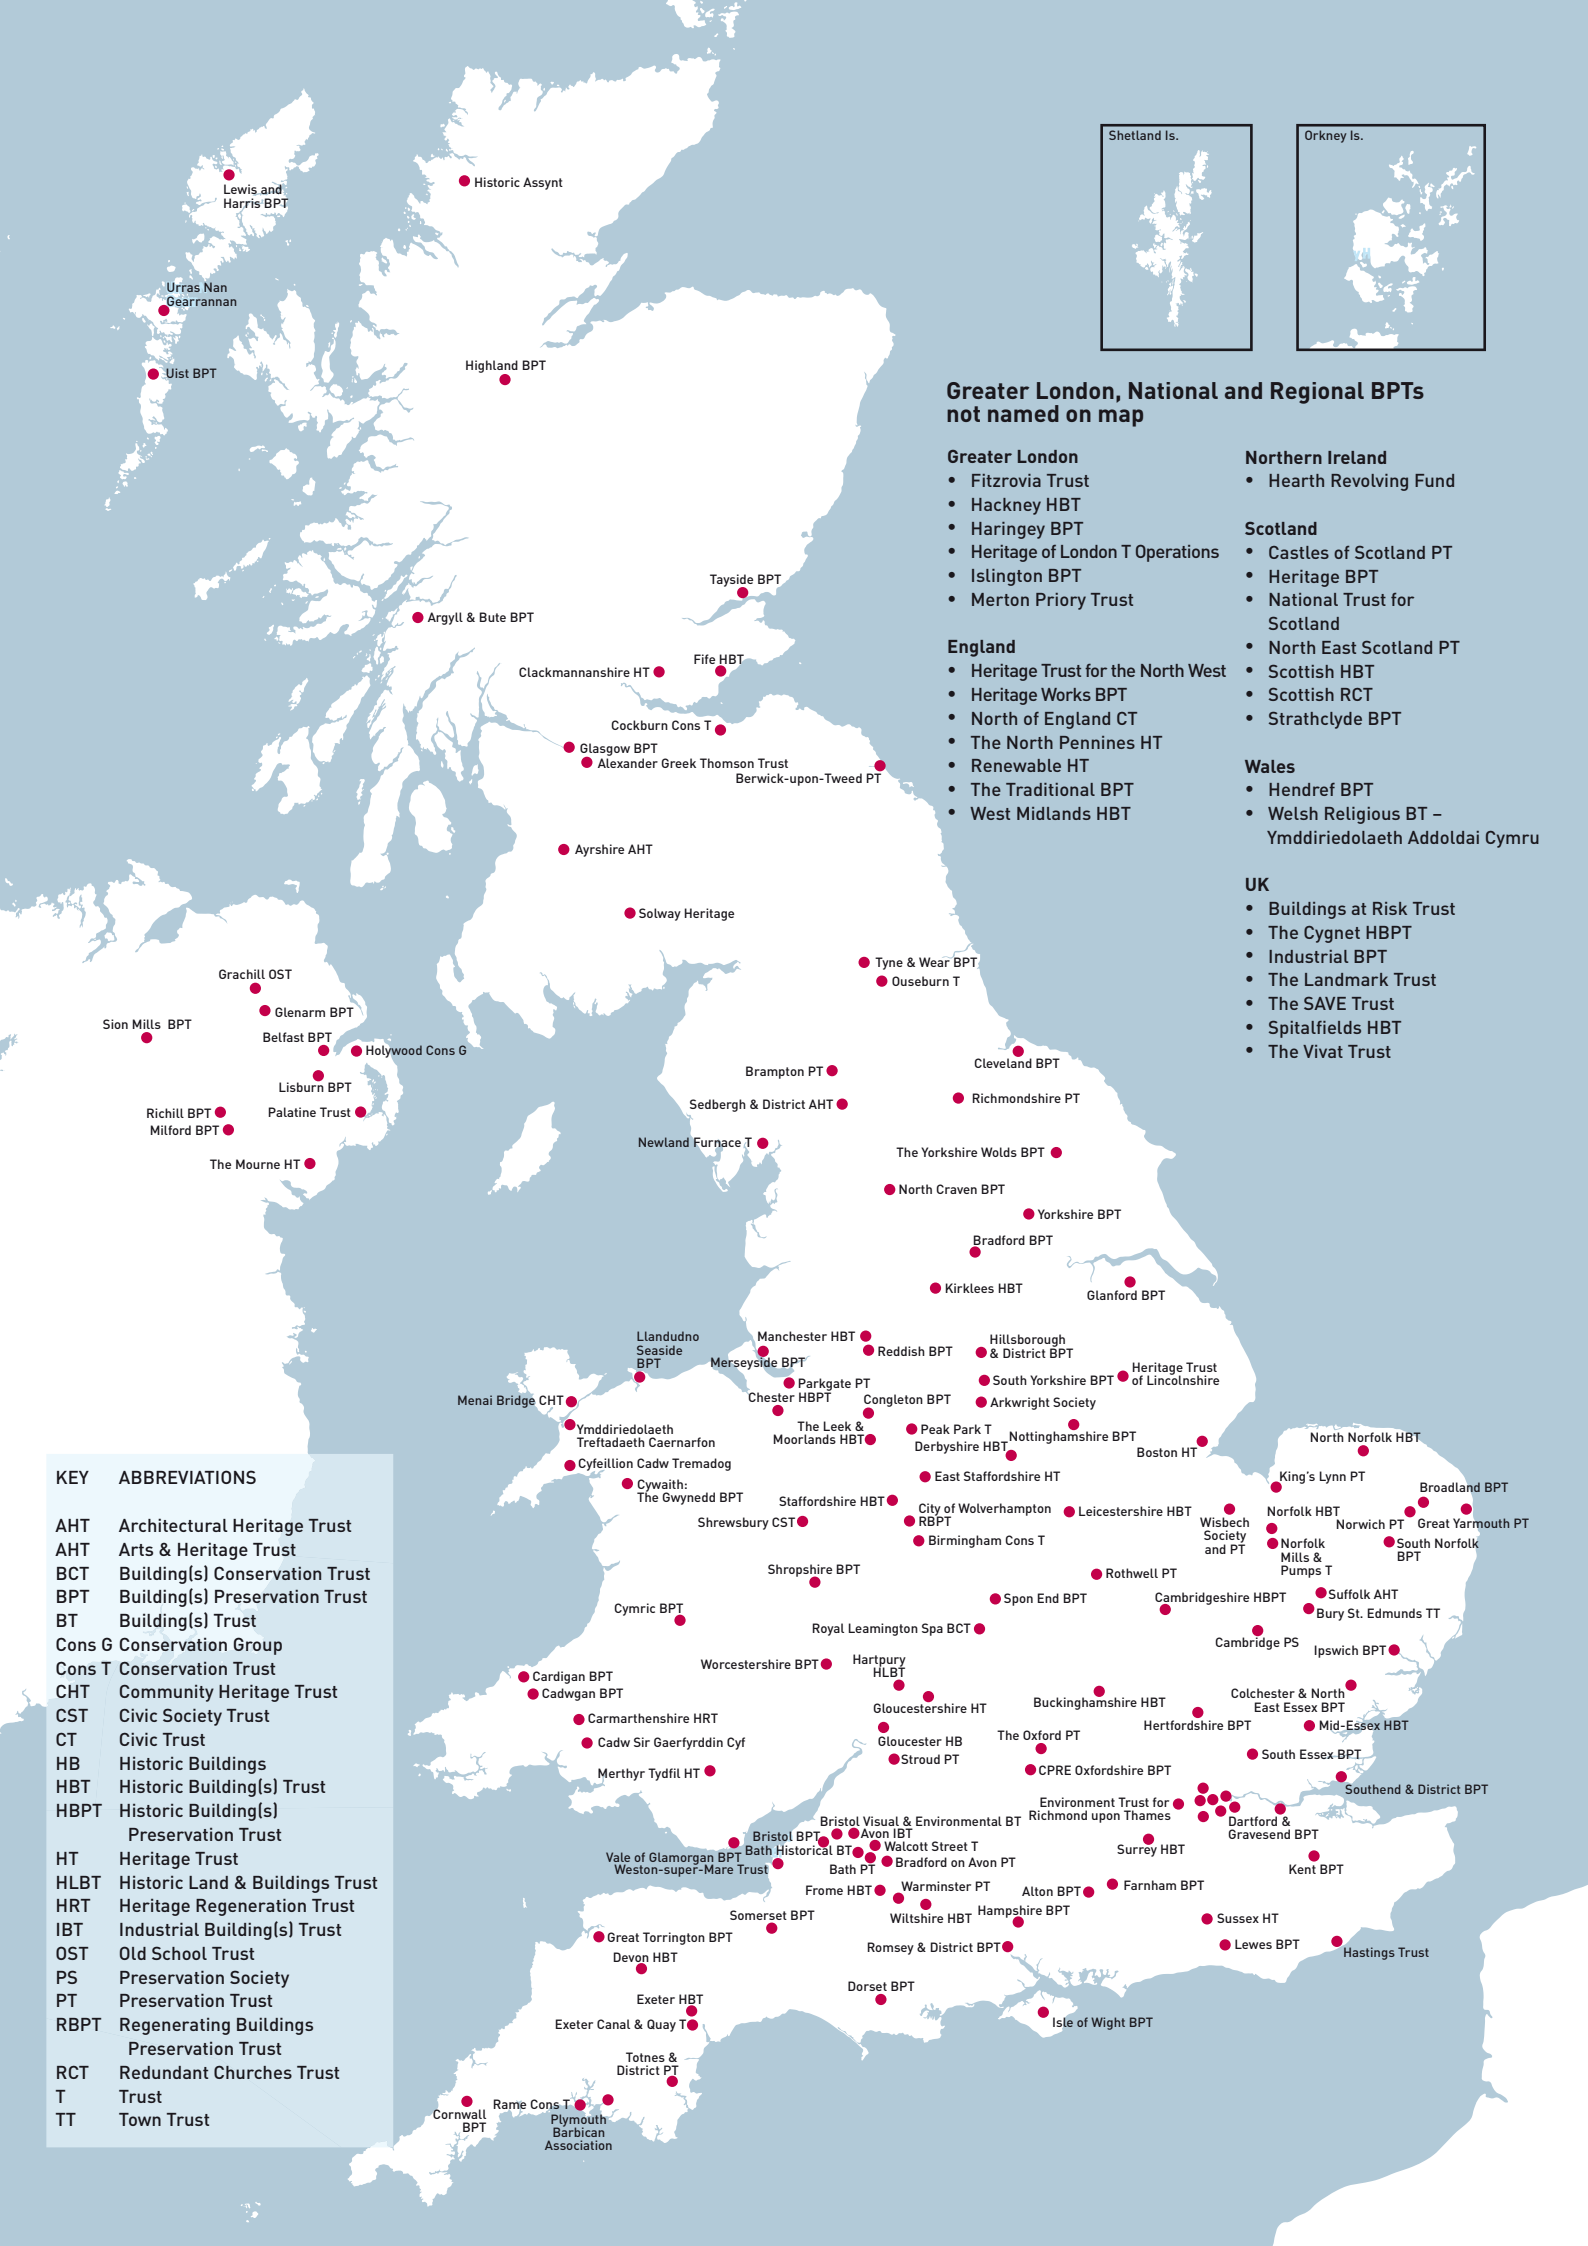 Shetland Is.
Orkney Is.
Lewis and
Harris BPT
Historic Assynt
Urras Nan
Gearrannan
Uist BPT
Highland BPT
Greater London, National and Regional BPTs
not named on map
Greater London
• Fitzrovia Trust
• Hackney HBT
• Haringey BPT
• Heritage of London T Operations
• Islington BPT
• Merton Priory Trust
England
• Heritage Trust for the North West
• Heritage Works BPT
• North of England CT
• The North Pennines HT
• Renewable HT
• The Traditional BPT
• West Midlands HBT
Northern Ireland
• Hearth Revolving Fund
Scotland
• Castles of Scotland PT
• Heritage BPT
• National Trust for
Scotland
• North East Scotland PT
• Scottish HBT
• Scottish RCT
• Strathclyde BPT
Wales
• Hendref BPT
• Welsh Religious BT –
Ymddiriedolaeth Addoldai Cymru
UK
• Buildings at Risk Trust
• The Cygnet HBPT
• Industrial BPT
• The Landmark Trust
• The SAVE Trust
• Spitalfields HBT
• The Vivat Trust
Tayside BPT
Argyll & Bute BPT
Fife HBT
Clackmannanshire HT
Cockburn Cons T
Glasgow BPT
Alexander Greek Thomson Trust
Berwick-upon-Tweed PT
Ayrshire AHT
Solway Heritage
Tyne & Wear BPT
Ouseburn T
Grachill OST
Glenarm BPT
Sion Mills BPT
Belfast BPT
Holywood Cons G
Lisburn BPT
Richill BPT
Palatine Trust
Milford BPT
The Mourne HT
Cleveland BPT
Brampton PT
Richmondshire PT
Sedbergh & District AHT
Newland Furnace T
The Yorkshire Wolds BPT
North Craven BPT
Yorkshire BPT
Bradford BPT
Kirklees HBT
Glanford BPT
Llandudno
Seaside
BPT
Manchester HBT
Reddish BPT
Merseyside BPT
Hillsborough
& District BPT
Parkgate PT
South Yorkshire BPT
Heritage Trust
of Lincolnshire
Chester HBPT
Congleton BPT
Arkwright Society
Menai Bridge CHT
Ymddiriedolaeth
Treftadaeth Caernarfon
The Leek &
Moorlands HBT
Peak Park T
Nottinghamshire BPT
Derbyshire HBT
Boston HT
North Norfolk HBT
Cyfeillion Cadw Tremadog
Cywaith:
The Gwynedd BPT
East Staffordshire HT
King's Lynn PT
Broadland BPT
Staffordshire HBT
City of Wolverhampton
RBPT
Leicestershire HBT
Wisbech
Society
and PT
Norfolk HBT
Norwich PT
Great Yarmouth PT
Shrewsbury CST
Birmingham Cons T
Norfolk
Mills &
Pumps T
South Norfolk
BPT
Shropshire BPT
Rothwell PT
Spon End BPT
Cambridgeshire HBPT
Suffolk AHT
Bury St. Edmunds TT
Cymric BPT
Royal Leamington Spa BCT
Cambridge PS
Ipswich BPT
Worcestershire BPT
Hartpury
HLBT
Cardigan BPT
Cadwgan BPT
Gloucestershire HT
Buckinghamshire HBT
Colchester & North
East Essex BPT
Carmarthenshire HRT
Hertfordshire BPT
Mid-Essex HBT
Cadw Sir Gaerfyrddin Cyf
Gloucester HB
The Oxford PT
South Essex BPT
Stroud PT
Merthyr Tydfil HT
CPRE Oxfordshire BPT
Southend & District BPT
Environment Trust for
Richmond upon Thames
Dartford &
Gravesend BPT
Bristol Visual & Environmental BT
Bristol BPT
Avon IBT
Walcott Street T
Bath Historical BT
Vale of Glamorgan BPT
Weston-super-Mare Trust
Bath PT
Bradford on Avon PT
Surrey HBT
Kent BPT
Frome HBT
Warminster PT
Alton BPT
Farnham BPT
Wiltshire HBT
Hampshire BPT
Somerset BPT
Sussex HT
Great Torrington BPT
Romsey & District BPT
Lewes BPT
Hastings Trust
Devon HBT
Dorset BPT
Exeter HBT
Exeter Canal & Quay T
Isle of Wight BPT
Totnes &
District PT
Rame Cons T
Cornwall
BPT
Plymouth
Barbican
Association
KEY ABBREVIATIONS
AHT Architectural Heritage Trust
AHT Arts & Heritage Trust
BCT Building(s) Conservation Trust
BPT Building(s) Preservation Trust
BT Building(s) Trust
Cons G Conservation Group
Cons T Conservation Trust
CHT Community Heritage Trust
CST Civic Society Trust
CT Civic Trust
HB Historic Buildings
HBT Historic Building(s) Trust
HBPT Historic Building(s)
Preservation Trust
HT Heritage Trust
HLBT Historic Land & Buildings Trust
HRT Heritage Regeneration Trust
IBT Industrial Building(s) Trust
OST Old School Trust
PS Preservation Society
PT Preservation Trust
RBPT Regenerating Buildings
Preservation Trust
RCT Redundant Churches Trust
T Trust
TT Town Trust